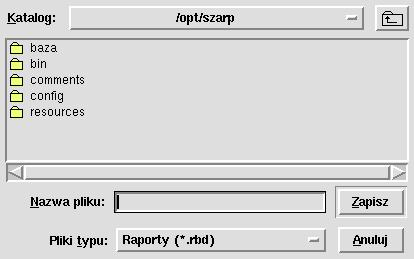 Katalog: /opt/szarp
baza
bin
comments
config
resources
Nazwa pliku: Zapisz
Pliki typu: Raporty (*.rbd) Anuluj